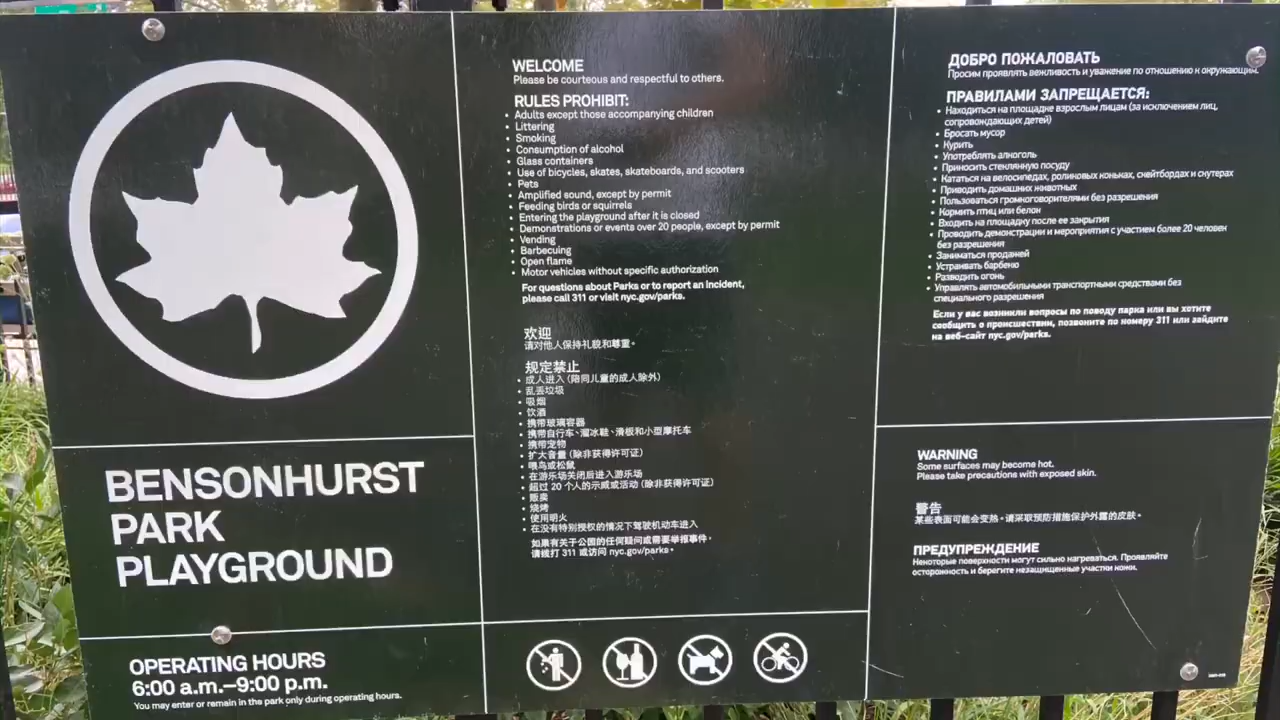 BENSONHURST
PARK
PLAYGROUND
OPERATING HOURS
6:00 a.m.–9:00 p.m.
You may enter or remain in the park only during operating hours.
WELCOME
Please be courteous and respectful to others.
RULES PROHIBIT:
• Adults except those accompanying children
• Littering
• Smoking
• Consumption of alcohol
• Glass containers
• Use of bicycles, skates, skateboards, and scooters
• Pets
• Amplified sound, except by permit
• Feeding birds or squirrels
• Entering the playground after it is closed
• Demonstrations or events over 20 people, except by permit
• Vending
• Barbecuing
• Open flame
• Motor vehicles without specific authorization
For questions about Parks or to report an incident,
please call 311 or visit nyc.gov/parks.
欢迎
请对他人保持礼貌和尊重。
规定禁止
• 成人进入（陪同儿童的成人除外）
• 乱丢垃圾
• 吸烟
• 饮酒
• 携带玻璃容器
• 携带自行车、溜冰鞋、滑板和小型摩托车
• 携带宠物
• 扩大音量（除非获得许可证）
• 喂鸟或松鼠
• 在游乐场关闭后进入游乐场
• 超过 20 个人的示威或活动（除非获得许可证）
• 贩卖
• 烧烤
• 使用明火
• 在没有特别授权的情况下驾驶机动车进入
如果有关于公园的任何疑问或需要举报事件，
请拨打 311 或访问 nyc.gov/parks。
ДОБРО ПОЖАЛОВАТЬ
Просим проявлять вежливость и уважение по отношению к окружающим.
ПРАВИЛАМИ ЗАПРЕЩАЕТСЯ:
• Находиться на площадке взрослым лицам (за исключением лиц,
сопровождающих детей)
• Бросать мусор
• Курить
• Употреблять алкоголь
• Приносить стеклянную посуду
• Кататься на велосипедах, роликовых коньках, скейтбордах и скутерах
• Приводить домашних животных
• Пользоваться громкоговорителями без разрешения
• Кормить птиц или белок
• Входить на площадку после ее закрытия
• Проводить демонстрации и мероприятия с участием более 20 человек
без разрешения
• Заниматься продажей
• Устраивать барбекю
• Разводить огонь
• Управлять автомобильными транспортными средствами без
специального разрешения
Если у вас возникли вопросы по поводу парка или вы хотите
сообщить о происшествии, позвоните по номеру 311 или зайдите
на веб-сайт nyc.gov/parks.
WARNING
Some surfaces may become hot.
Please take precautions with exposed skin.
警告
某些表面可能会变热。请采取预防措施保护外露的皮肤。
ПРЕДУПРЕЖДЕНИЕ
Некоторые поверхности могут сильно нагреваться. Проявляйте
осторожность и берегите незащищенные участки кожи.